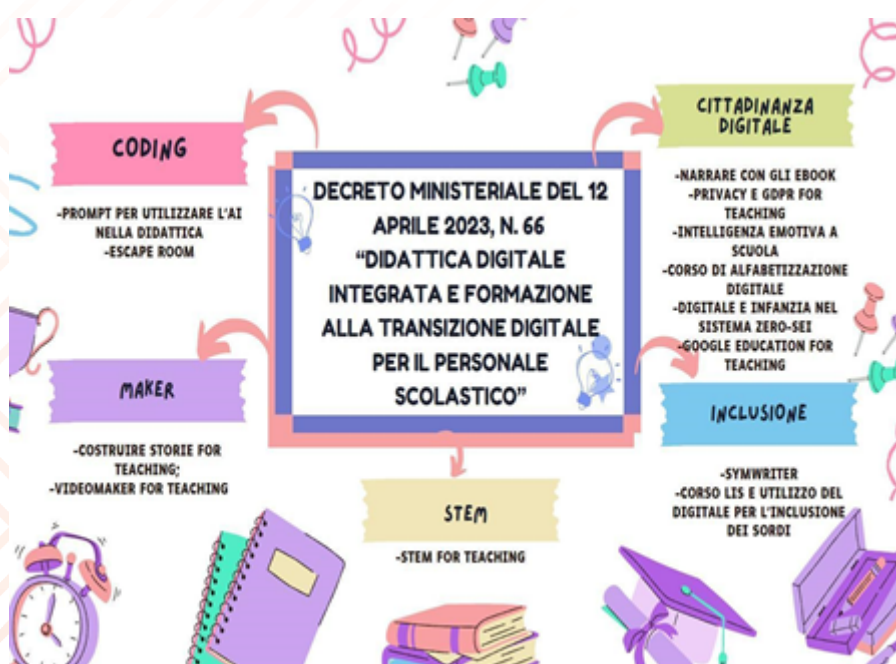 DECRETO MINISTERIALE DEL 12
APRILE 2023, N. 66
“DIDATTICA DIGITALE
INTEGRATA E FORMAZIONE
ALLA TRANSIZIONE DIGITALE
PER IL PERSONALE
SCOLASTICO”
CODING
-PROMPT PER UTILIZZARE L'AI
NELLA DIDATTICA
-ESCAPE ROOM
CITTADINANZA
DIGITALE
-NARRARE CON GLI EBOOK
-PRIVACY E GDPR FOR
TEACHING
-INTELLIGENZA EMOTIVA A
SCUOLA
-CORSO DI ALFABETIZZAZIONE
DIGITALE
-DIGITALE E INFANZIA NEL
SISTEMA ZERO-SEI
-GOOGLE EDUCATION FOR
TEACHING
MAKER
-COSTRUIRE STORIE FOR
TEACHING;
-VIDEOMAKER FOR TEACHING
INCLUSIONE
-SYMWRITER
-CORSO LIS E UTILIZZO DEL
DIGITALE PER L'INCLUSIONE
DEI SORDI
STEM
-STEM FOR TEACHING